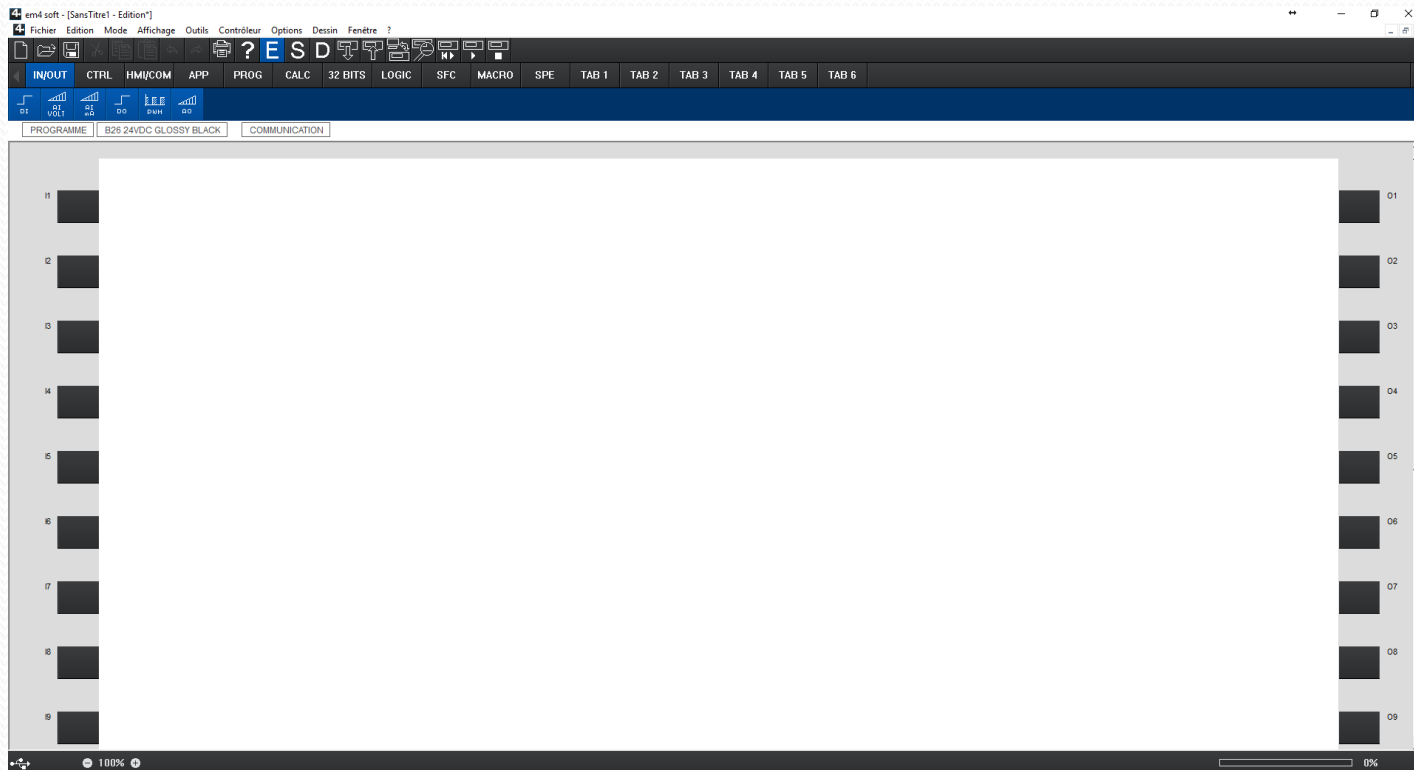 4 em4 soft - [SansTitre1 - Edition*]
4 Fichier Edition Mode Affichage Outils Contrôleur Options Dessin Fenêtre ?
? E S D
IN/OUT CTRL HMI/COM APP PROG CALC 32 BITS LOGIC SFC MACRO SPE TAB 1 TAB 2 TAB 3 TAB 4 TAB 5 TAB 6
DI AI VOLT AI mA DO PWM AO
PROGRAMME B26 24VDC GLOSSY BLACK COMMUNICATION
I1 O1
I2 O2
I3 O3
I4 O4
I5 O5
I6 O6
I7 O7
I8 O8
I9 O9
100% 0%